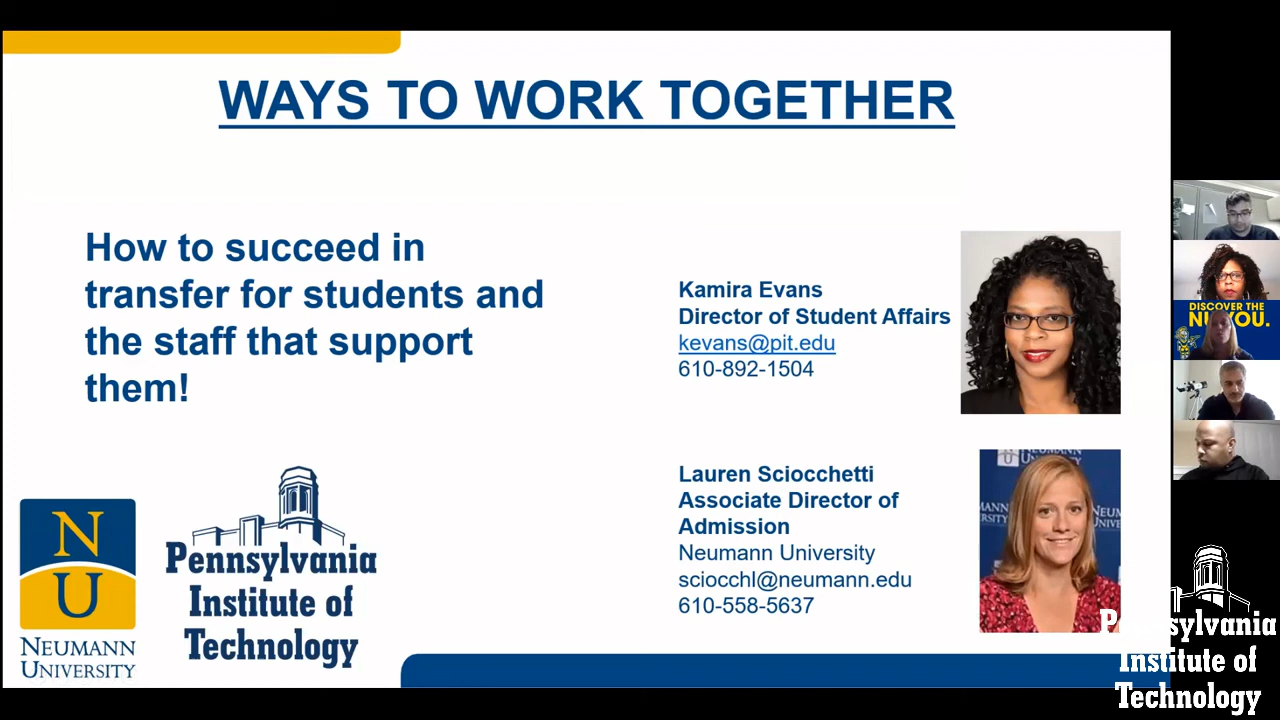 WAYS TO WORK TOGETHER
How to succeed in
transfer for students and
the staff that support
them!
Kamira Evans
Director of Student Affairs
kevans@pit.edu
610-892-1504
Lauren Sciocchetti
Associate Director of
Admission
Neumann University
sciocchl@neumann.edu
610-558-5637
NU
NEUMANN
UNIVERSITY
Pennsylvania
Institute of
Technology
NEUMANN
UNIVERSITY
DISCOVER THE
Pennsylvania
Institute of
Technology